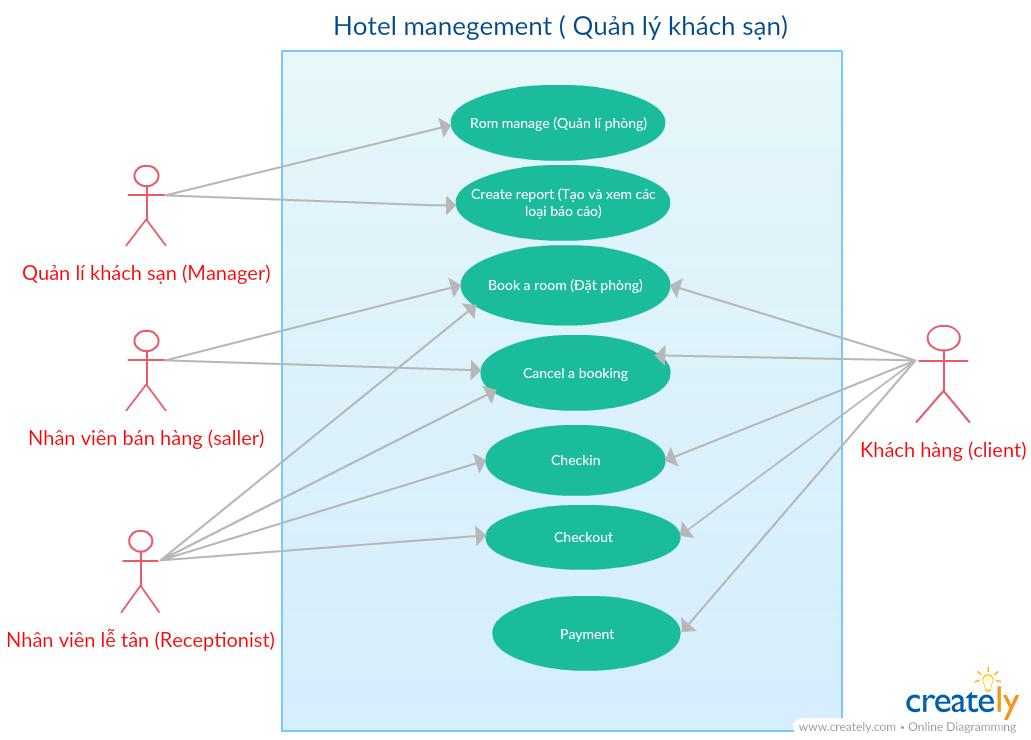 Hotel manegement ( Quản lý khách sạn)
Rom manage (Quản lí phòng)
Create report (Tạo và xem các
loại báo cáo)
Quản lí khách sạn (Manager)
Book a room (Đặt phòng)
Cancel a booking
Nhân viên bán hàng (saller)
Khách hàng (client)
Checkin
Checkout
Nhân viên lễ tân (Receptionist)
Payment
creately
www.creately.com • Online Diagramming